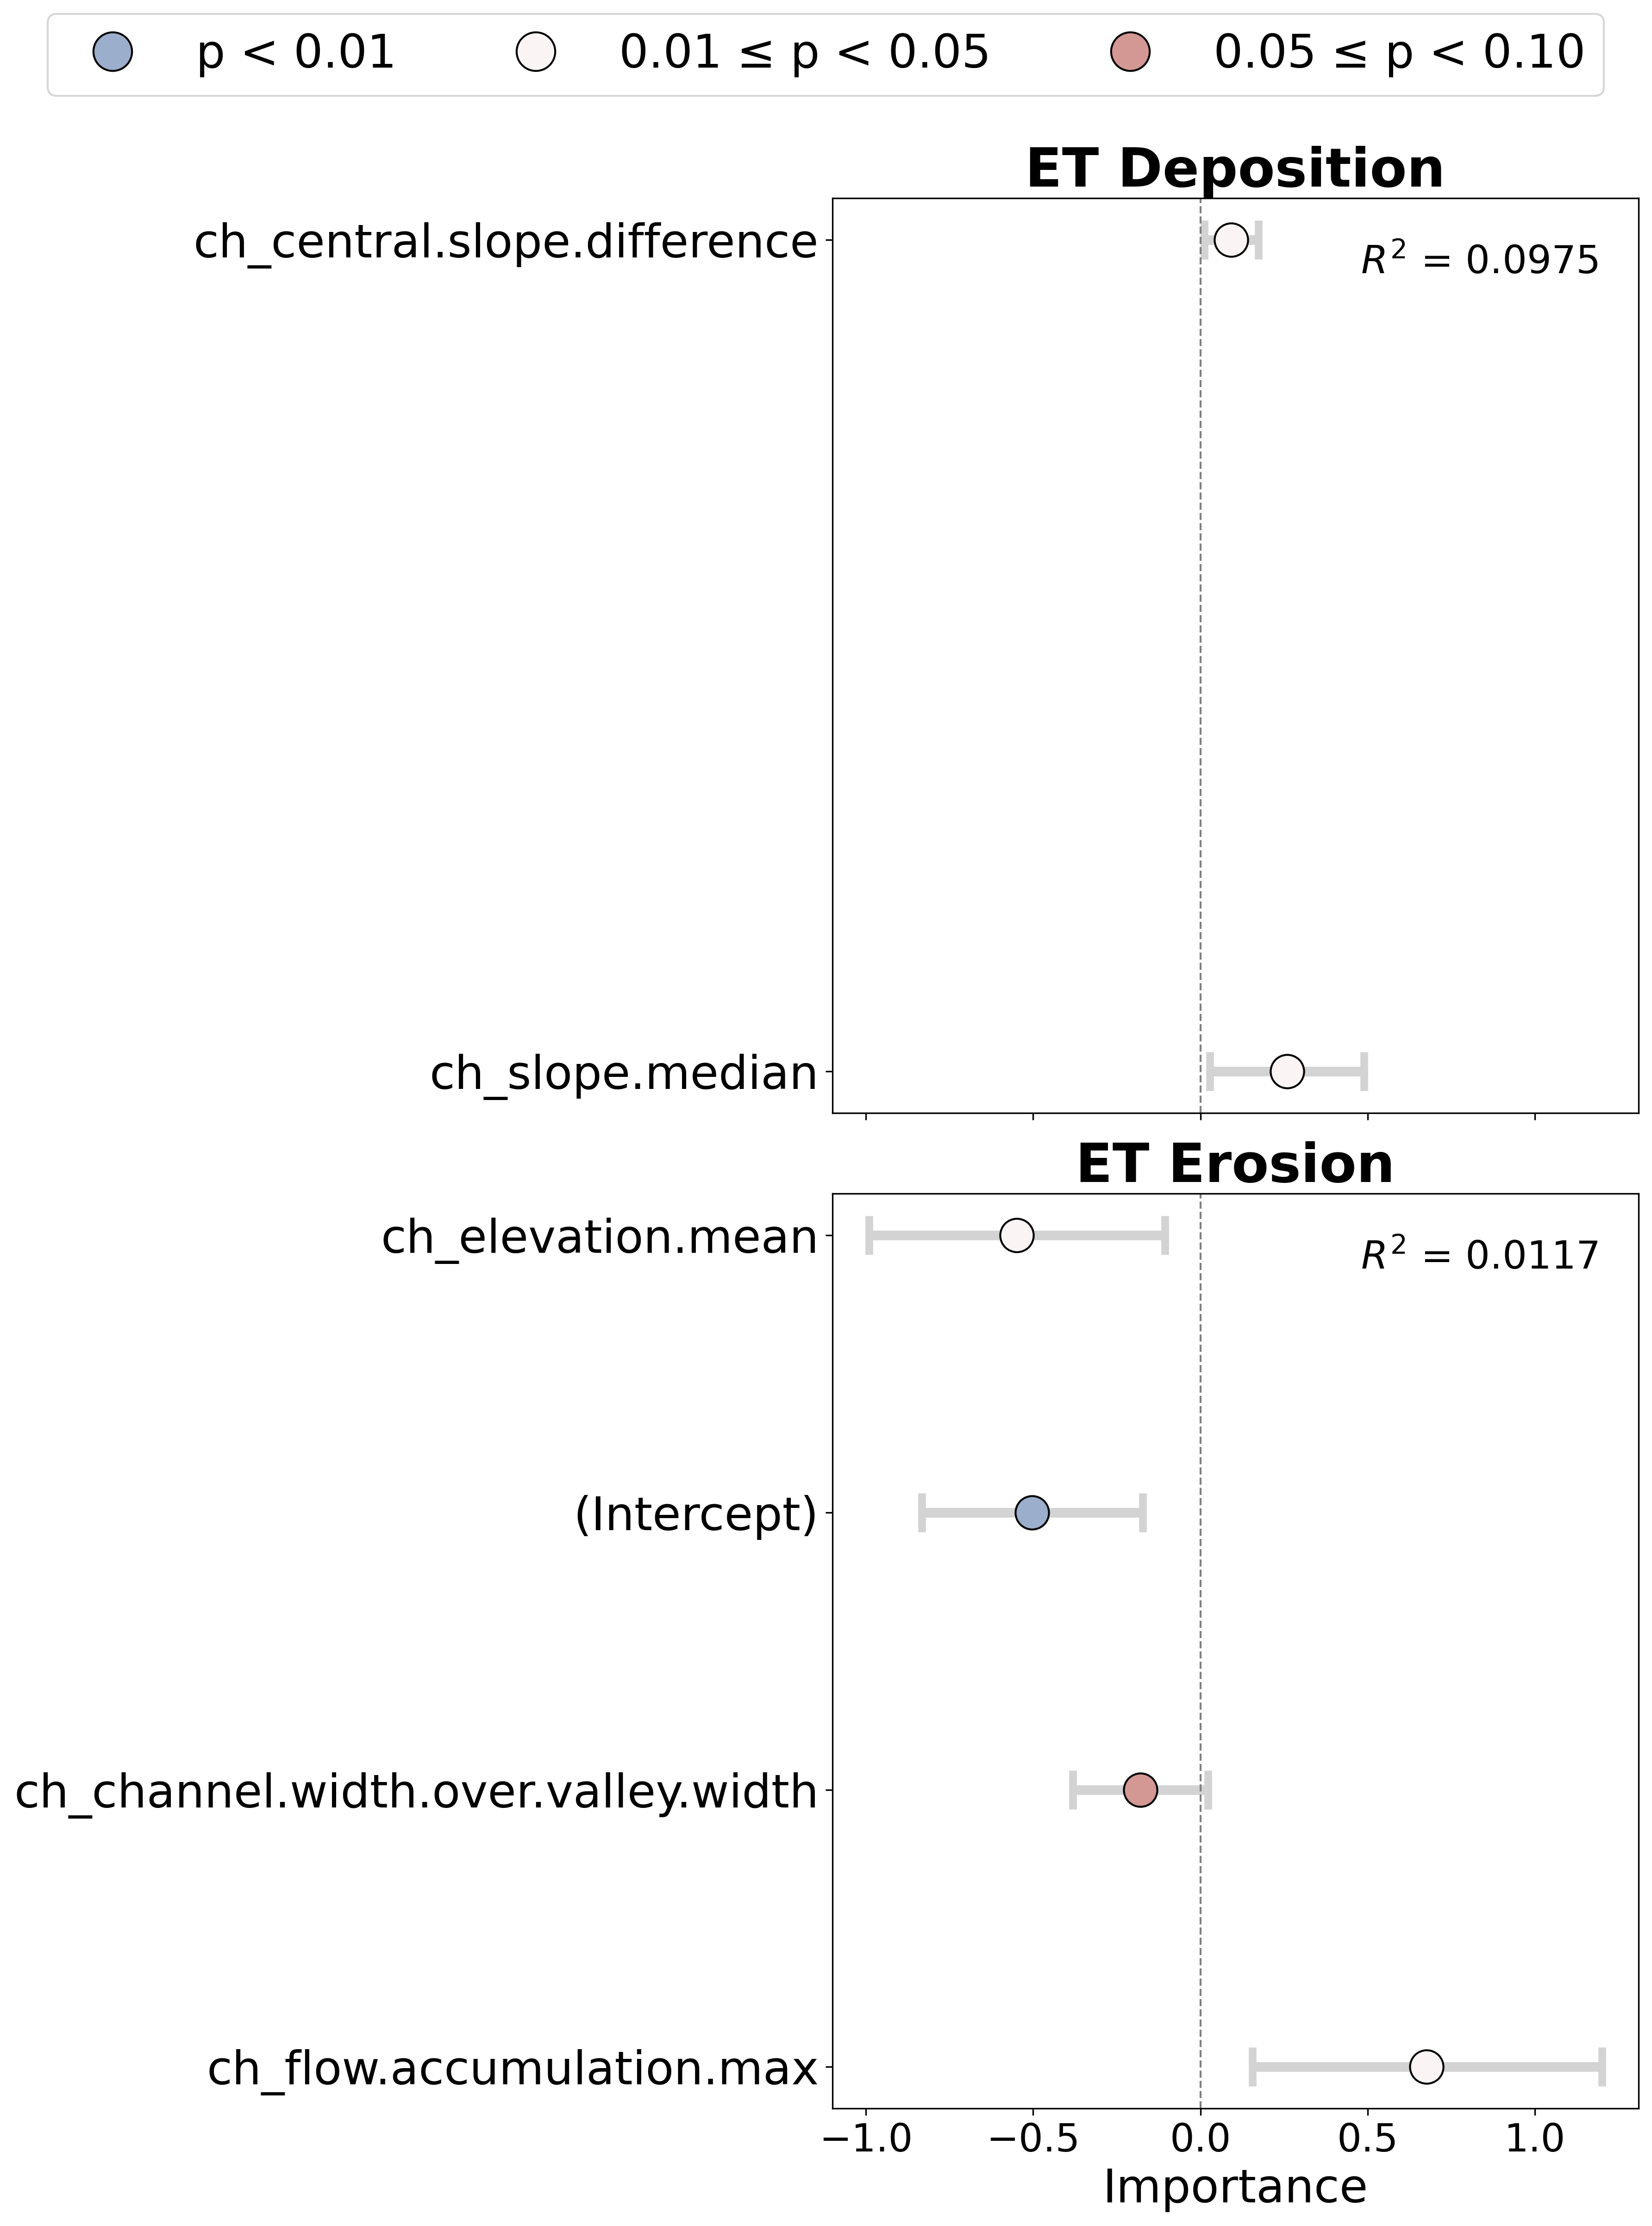 p < 0.01 0.01 ≤ p < 0.05 0.05 ≤ p < 0.10
ET Deposition
ch_central.slope.difference
R² = 0.0975
ch_slope.median
ET Erosion
ch_elevation.mean
R² = 0.0117
(Intercept)
ch_channel.width.over.valley.width
ch_flow.accumulation.max
−1.0 −0.5 0.0 0.5 1.0
Importance